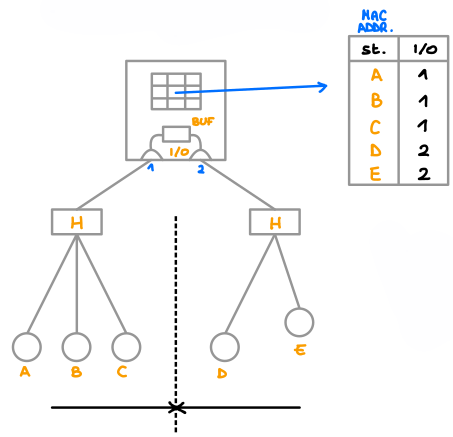 MAC
ADDR.
st. I/O
A 1
B 1
C 1
D 2
E 2
BUF
I/O
1 2
H H
A B C D E